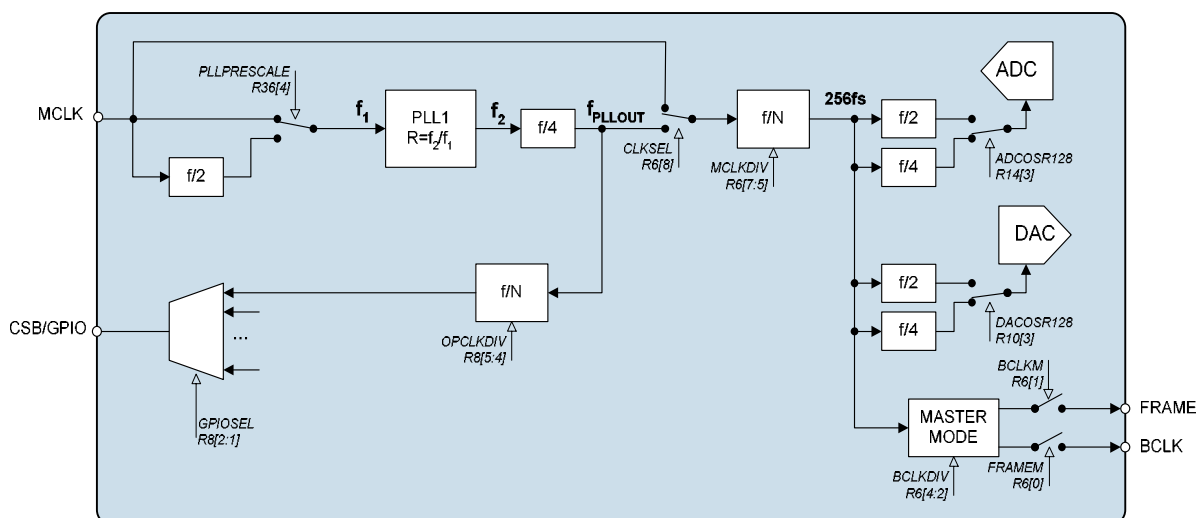 PLLPRESCALE
R36[4]
MCLK
f/2
f1
PLL1
R=f2/f1
f2
f/4
fPLLOUT
CLKSEL
R6[8]
f/N
MCLKDIV
R6[7:5]
256fs
f/2
f/4
ADC
ADCOSR128
R14[3]
DAC
f/2
f/4
DACOSR128
R10[3]
CSB/GPIO
...
GPIOSEL
R8[2:1]
f/N
OPCLKDIV
R8[5:4]
BCLKM
R6[1]
MASTER
MODE
BCLKDIV
R6[4:2]
FRAMEM
R6[0]
FRAME
BCLK